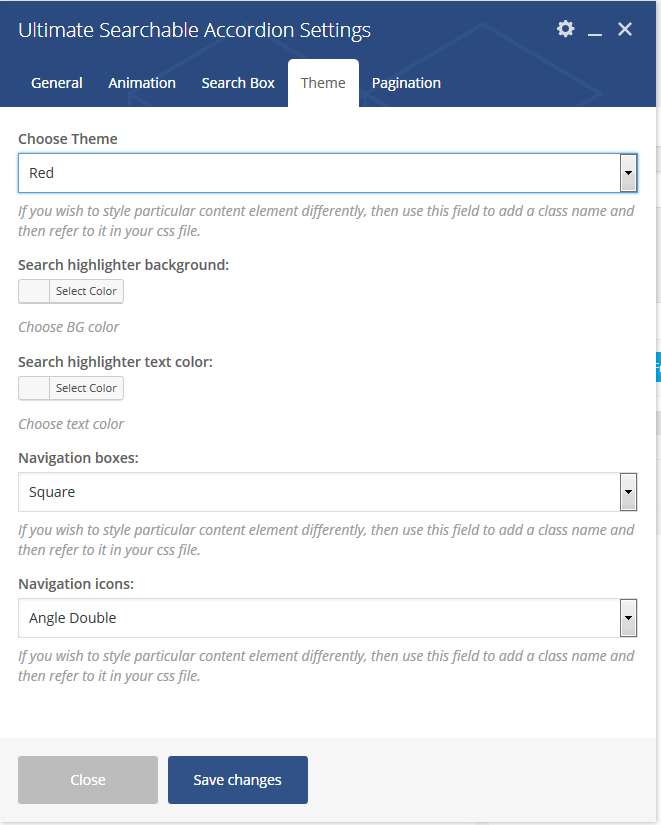 Ultimate Searchable Accordion Settings
General Animation Search Box Theme Pagination
Choose Theme
Red
If you wish to style particular content element differently, then use this field to add a class name and
then refer to it in your css file.
Search highlighter background:
Select Color
Choose BG color
Search highlighter text color:
Select Color
Choose text color
Navigation boxes:
Square
If you wish to style particular content element differently, then use this field to add a class name and
then refer to it in your css file.
Navigation icons:
Angle Double
If you wish to style particular content element differently, then use this field to add a class name and
then refer to it in your css file.
Close Save changes